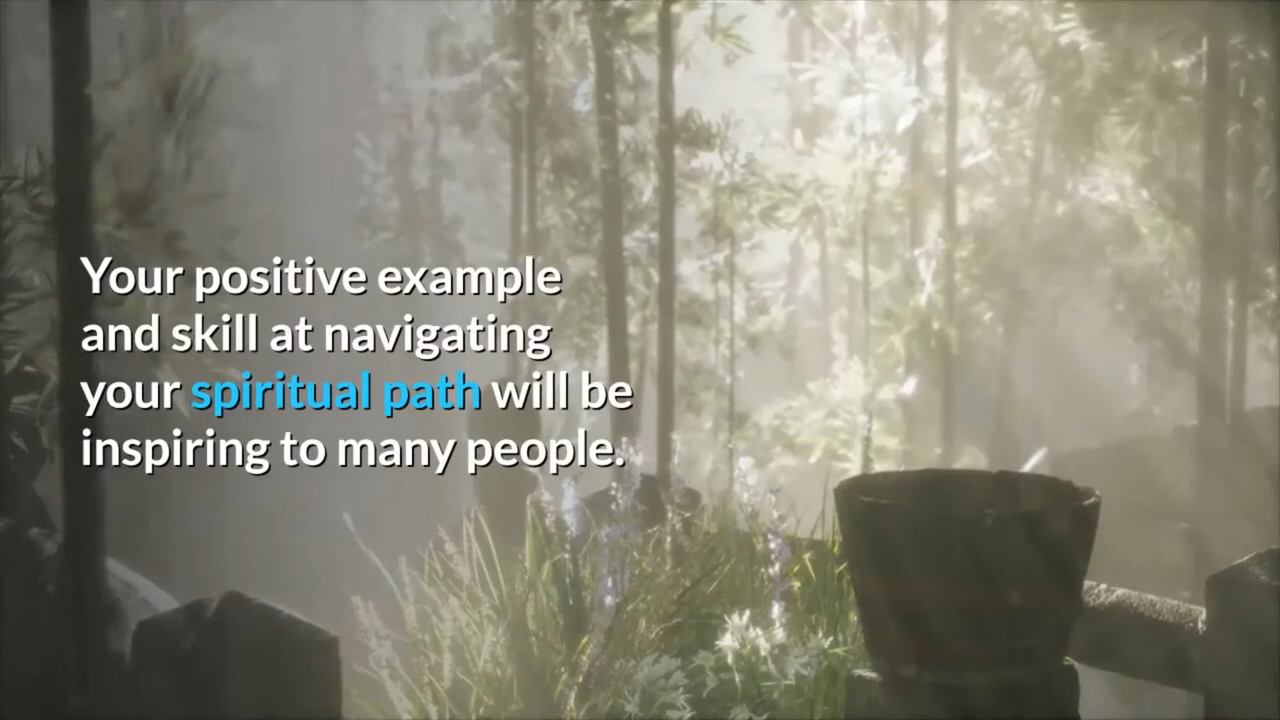 Your positive example
and skill at navigating
your spiritual path will be
inspiring to many people.